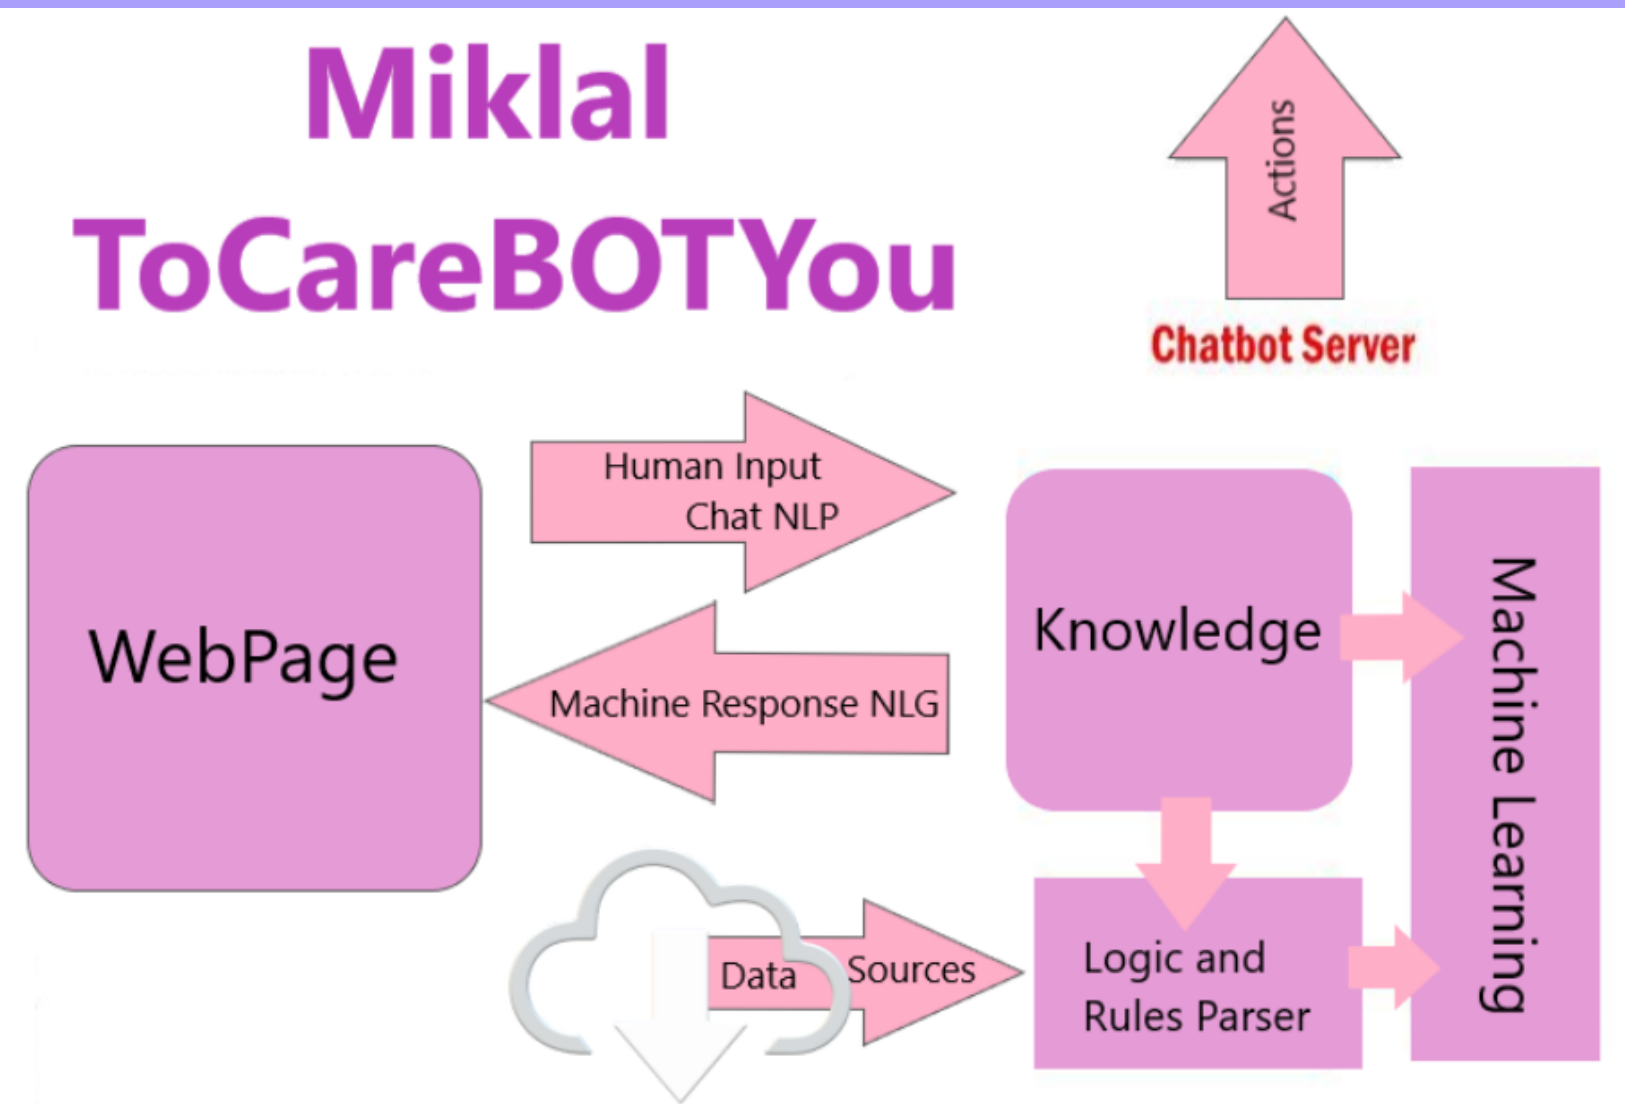 Miklal
ToCareBOTYou
Actions
Chatbot Server
Human Input
Chat NLP
WebPage
Machine Response NLG
Knowledge
Machine Learning
Data Sources
Logic and
Rules Parser